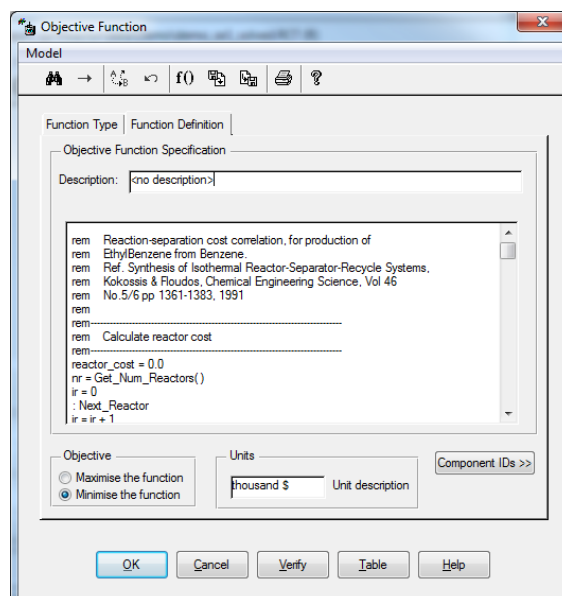 Objective Function
Model
f()
Function Type
Function Definition
Objective Function Specification
Description: <no description>
rem Reaction-separation cost correlation, for production of
rem EthylBenzene from Benzene.
rem Ref. Synthesis of Isothermal Reactor-Separator-Recycle Systems,
rem Kokossis & Floudos, Chemical Engineering Science, Vol 46
rem No.5/6 pp 1361-1383, 1991
rem
rem-------------------------------------------------------------------------
rem Calculate reactor cost
rem-------------------------------------------------------------------------
reactor_cost = 0.0
nr = Get_Num_Reactors( )
ir = 0
: Next_Reactor
ir = ir + 1
Objective
Maximise the function
Minimise the function
Units
thousand $ Unit description
Component IDs >>
OK Cancel Verify Table Help